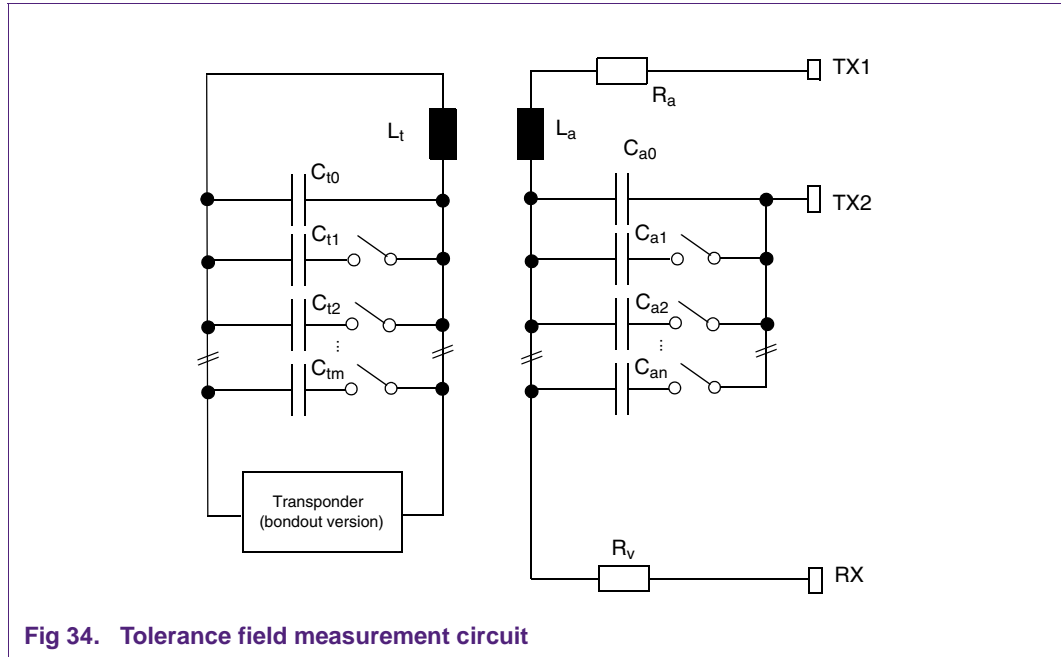 TX1
Ra
Lt
La
Ca0
Ct0
TX2
Ct1
Ca1
Ct2
Ca2
...
...
Ctm
Can
Transponder
(bondout version)
Rv
RX
Fig 34. Tolerance field measurement circuit